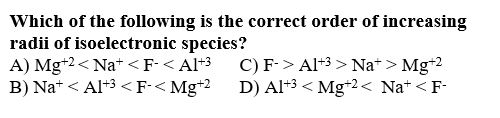 Which of the following is the correct order of increasing
radii of isoelectronic species?
A) Mg⁺² < Na⁺ < F⁻ < Al⁺³ C) F⁻ > Al⁺³ > Na⁺ > Mg⁺²
B) Na⁺ < Al⁺³ < F⁻ < Mg⁺² D) Al⁺³ < Mg⁺² < Na⁺ < F⁻